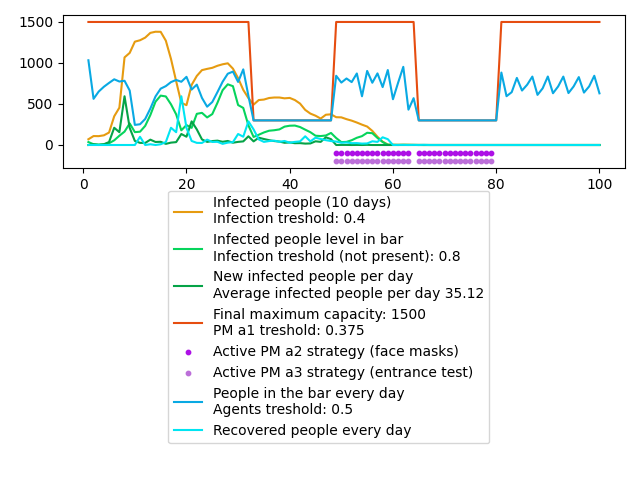 1500
1000
500
0
0
20
40
60
80
100
Infected people (10 days)
Infection treshold: 0.4
Infected people level in bar
Infection treshold (not present): 0.8
New infected people per day
Average infected people per day 35.12
Final maximum capacity: 1500
PM a1 treshold: 0.375
Active PM a2 strategy (face masks)
Active PM a3 strategy (entrance test)
People in the bar every day
Agents treshold: 0.5
Recovered people every day